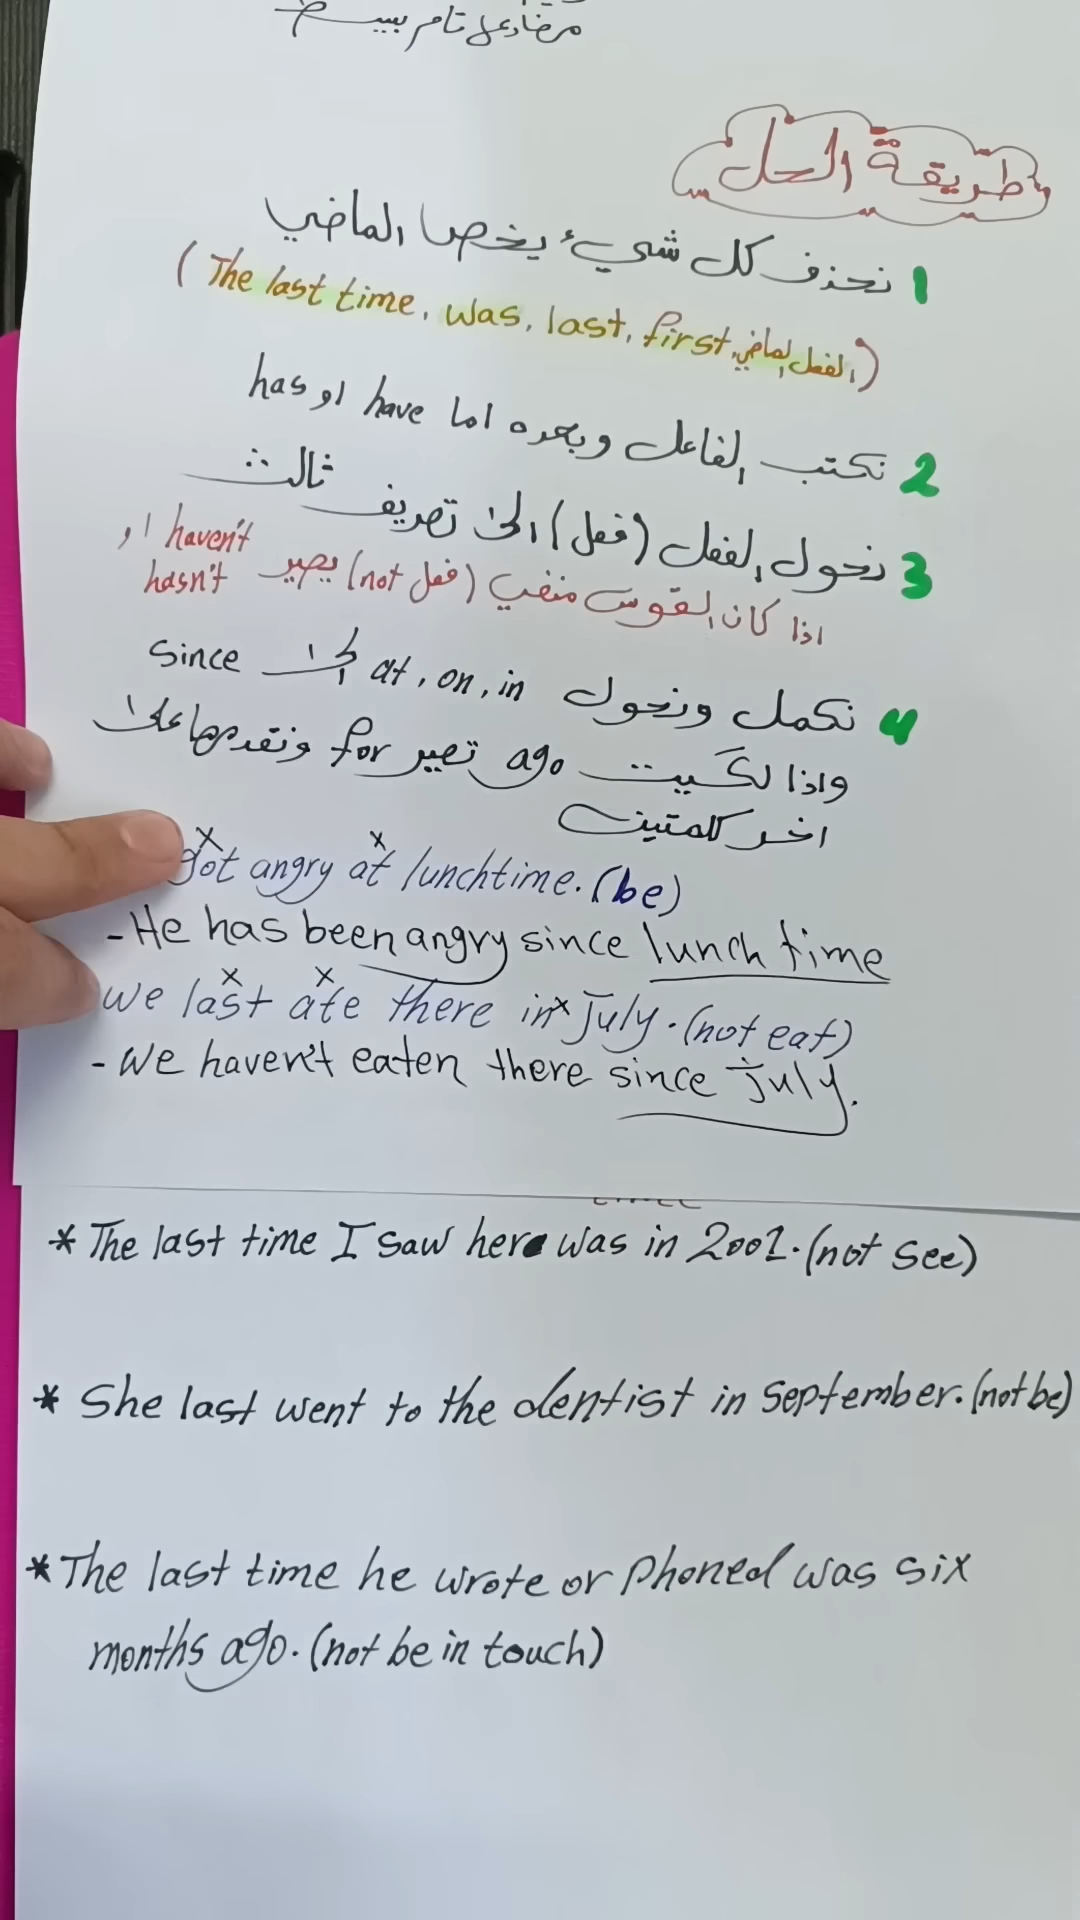 مضارع تام بسيط
طريقة الحل
1 نحذف كل شيء يخص الماضي
(The last time, was, last, first, الفعل الماضي)
2 نكتب الفاعل وبعده اما have او has
3 نحول الفعل (فعل) الى تصريف ثالث
اذا كان القوس منفي (فعل not) يصير haven't او
hasn't
4 نكمل ونحول at, on, in الى since
واذا لكيت ago تصير for ونقدمها على
اخر كلمتين
got angry at lunchtime. (be)
- He has been angry since lunch time
we last ate there in July. (not eat)
- we haven't eaten there since July.
* The last time I saw here was in 2001. (not see)
* She last went to the dentist in September. (not be)
* The last time he wrote or phoned was six
months ago. (not be in touch)